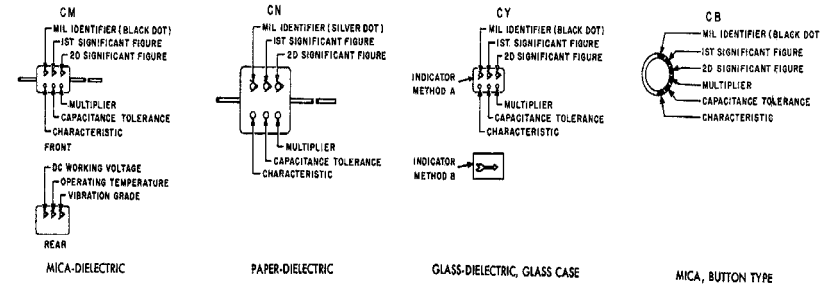 CM
MIL IDENTIFIER (BLACK DOT)
1ST SIGNIFICANT FIGURE
2D SIGNIFICANT FIGURE
MULTIPLIER
CAPACITANCE TOLERANCE
CHARACTERISTIC
FRONT
DC WORKING VOLTAGE
OPERATING TEMPERATURE
VIBRATION GRADE
REAR
MICA-DIELECTRIC
CN
MIL IDENTIFIER (SILVER DOT)
1ST SIGNIFICANT FIGURE
2D SIGNIFICANT FIGURE
MULTIPLIER
CAPACITANCE TOLERANCE
CHARACTERISTIC
PAPER-DIELECTRIC
CY
MIL IDENTIFIER (BLACK DOT)
1ST SIGNIFICANT FIGURE
2D SIGNIFICANT FIGURE
INDICATOR
METHOD A
MULTIPLIER
CAPACITANCE TOLERANCE
CHARACTERISTIC
INDICATOR
METHOD B
GLASS-DIELECTRIC, GLASS CASE
CB
MIL IDENTIFIER (BLACK DOT
1ST SIGNIFICANT FIGURE
2D SIGNIFICANT FIGURE
MULTIPLIER
CAPACITANCE TOLERANCE
CHARACTERISTIC
MICA, BUTTON TYPE